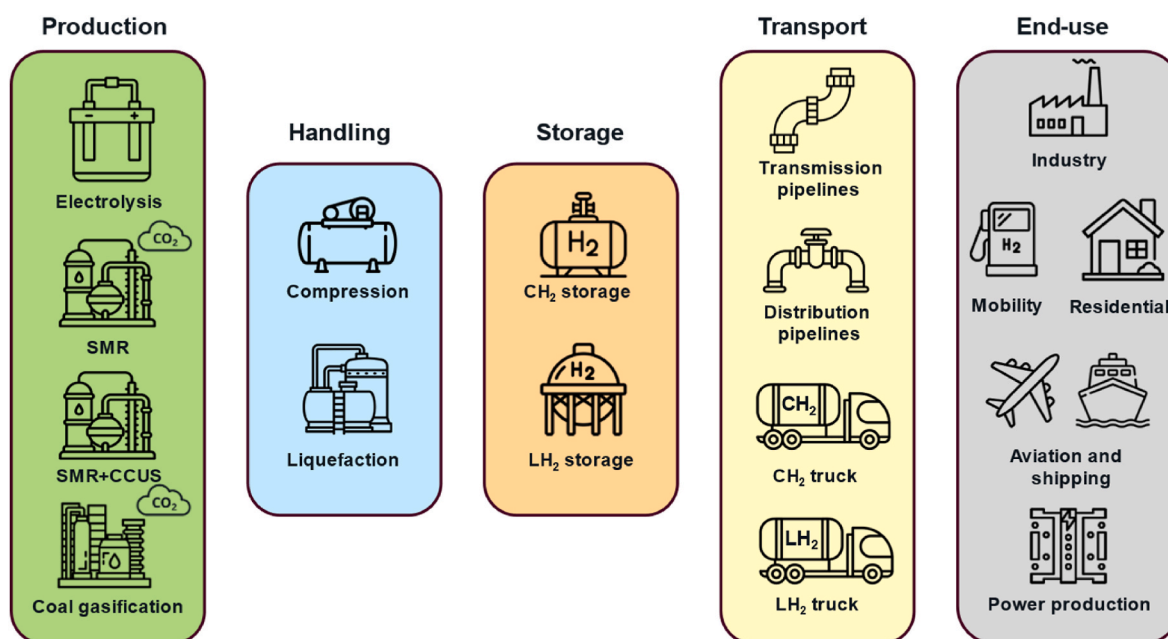 Production
Electrolysis
CO₂
SMR
SMR+CCUS
CO₂
Coal gasification
Handling
Compression
Liquefaction
Storage
H₂
CH₂ storage
H₂
LH₂ storage
Transport
Transmission
pipelines
Distribution
pipelines
CH₂
CH₂ truck
LH₂
LH₂ truck
End-use
Industry
H₂
Mobility
Residential
Aviation and
shipping
Power production